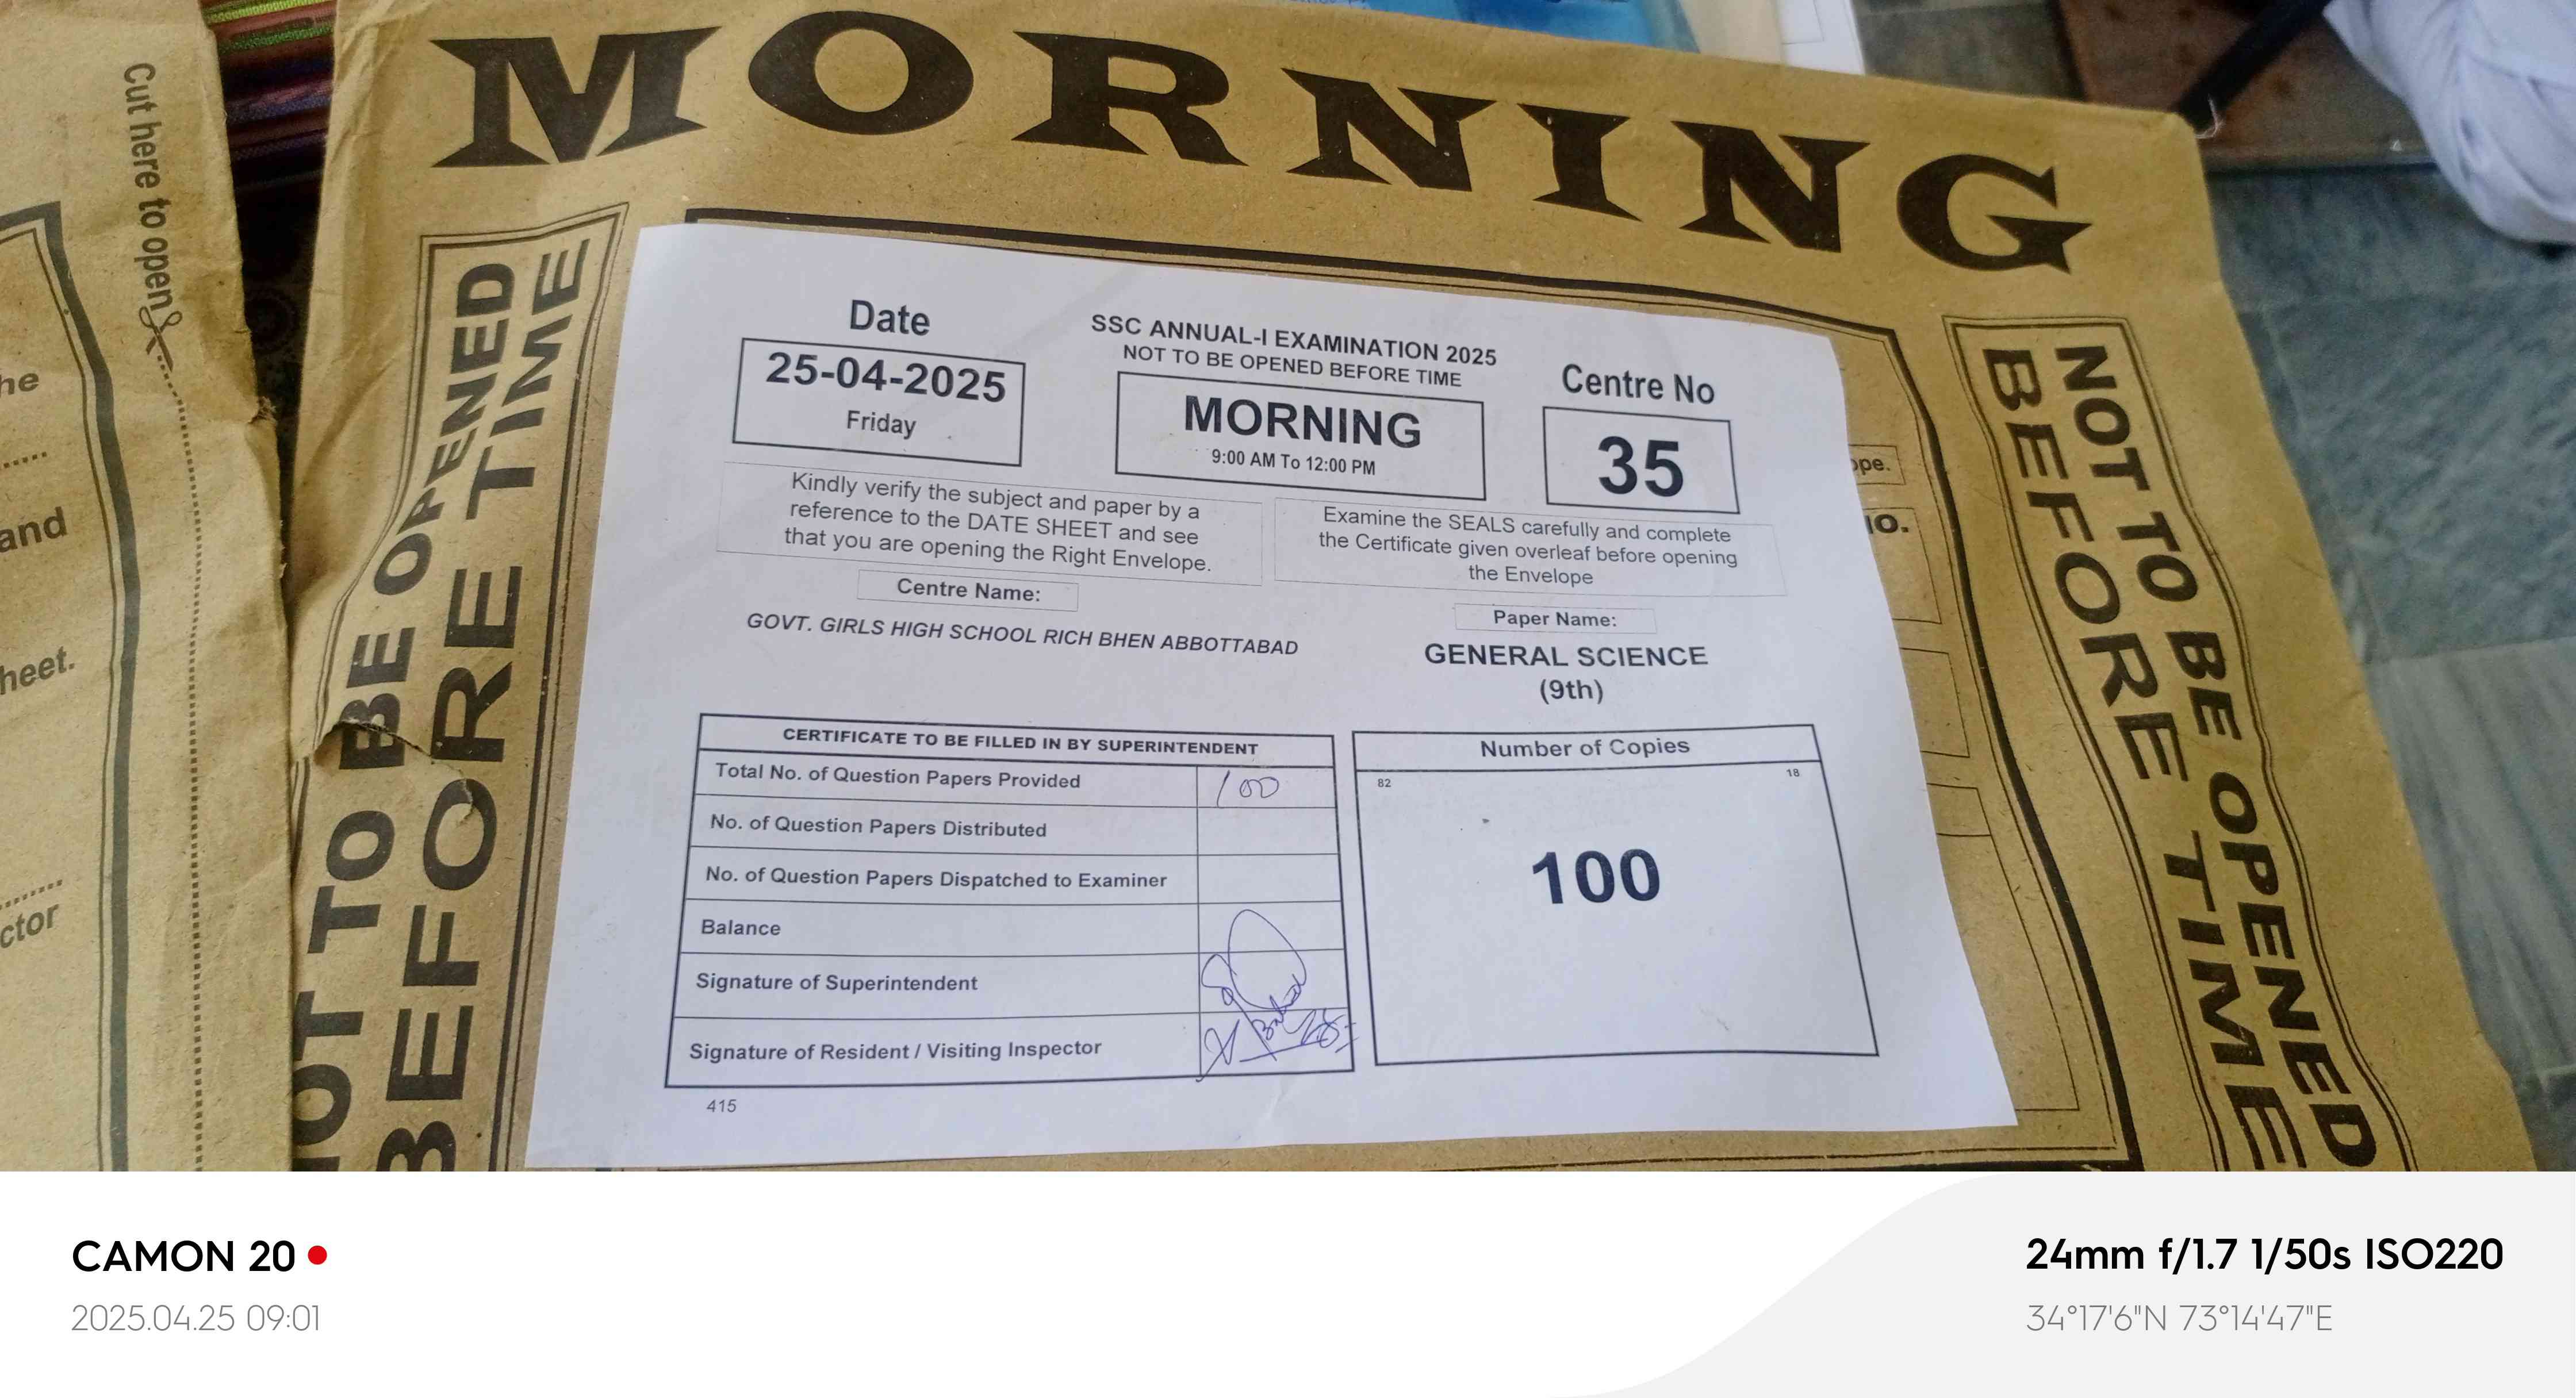 MORNING
Cut here to open
he
and
heet.
ctor
NOT TO BE OPENED
BEFORE TIME
NOT TO BE OPENED
BEFORE TIME
ope.
NO.
Date
25-04-2025
Friday
SSC ANNUAL-I EXAMINATION 2025
NOT TO BE OPENED BEFORE TIME
MORNING
9:00 AM To 12:00 PM
Centre No
35
Kindly verify the subject and paper by a
reference to the DATE SHEET and see
that you are opening the Right Envelope.
Examine the SEALS carefully and complete
the Certificate given overleaf before opening
the Envelope
Centre Name:
GOVT. GIRLS HIGH SCHOOL RICH BHEN ABBOTTABAD
Paper Name:
GENERAL SCIENCE
(9th)
CERTIFICATE TO BE FILLED IN BY SUPERINTENDENT
Total No. of Question Papers Provided 100
No. of Question Papers Distributed
No. of Question Papers Dispatched to Examiner
Balance
Signature of Superintendent
Signature of Resident / Visiting Inspector
415
Number of Copies
82 18
100
CAMON 20
2025.04.25 09:01
24mm f/1.7 1/50s ISO220
34°17'6"N 73°14'47"E